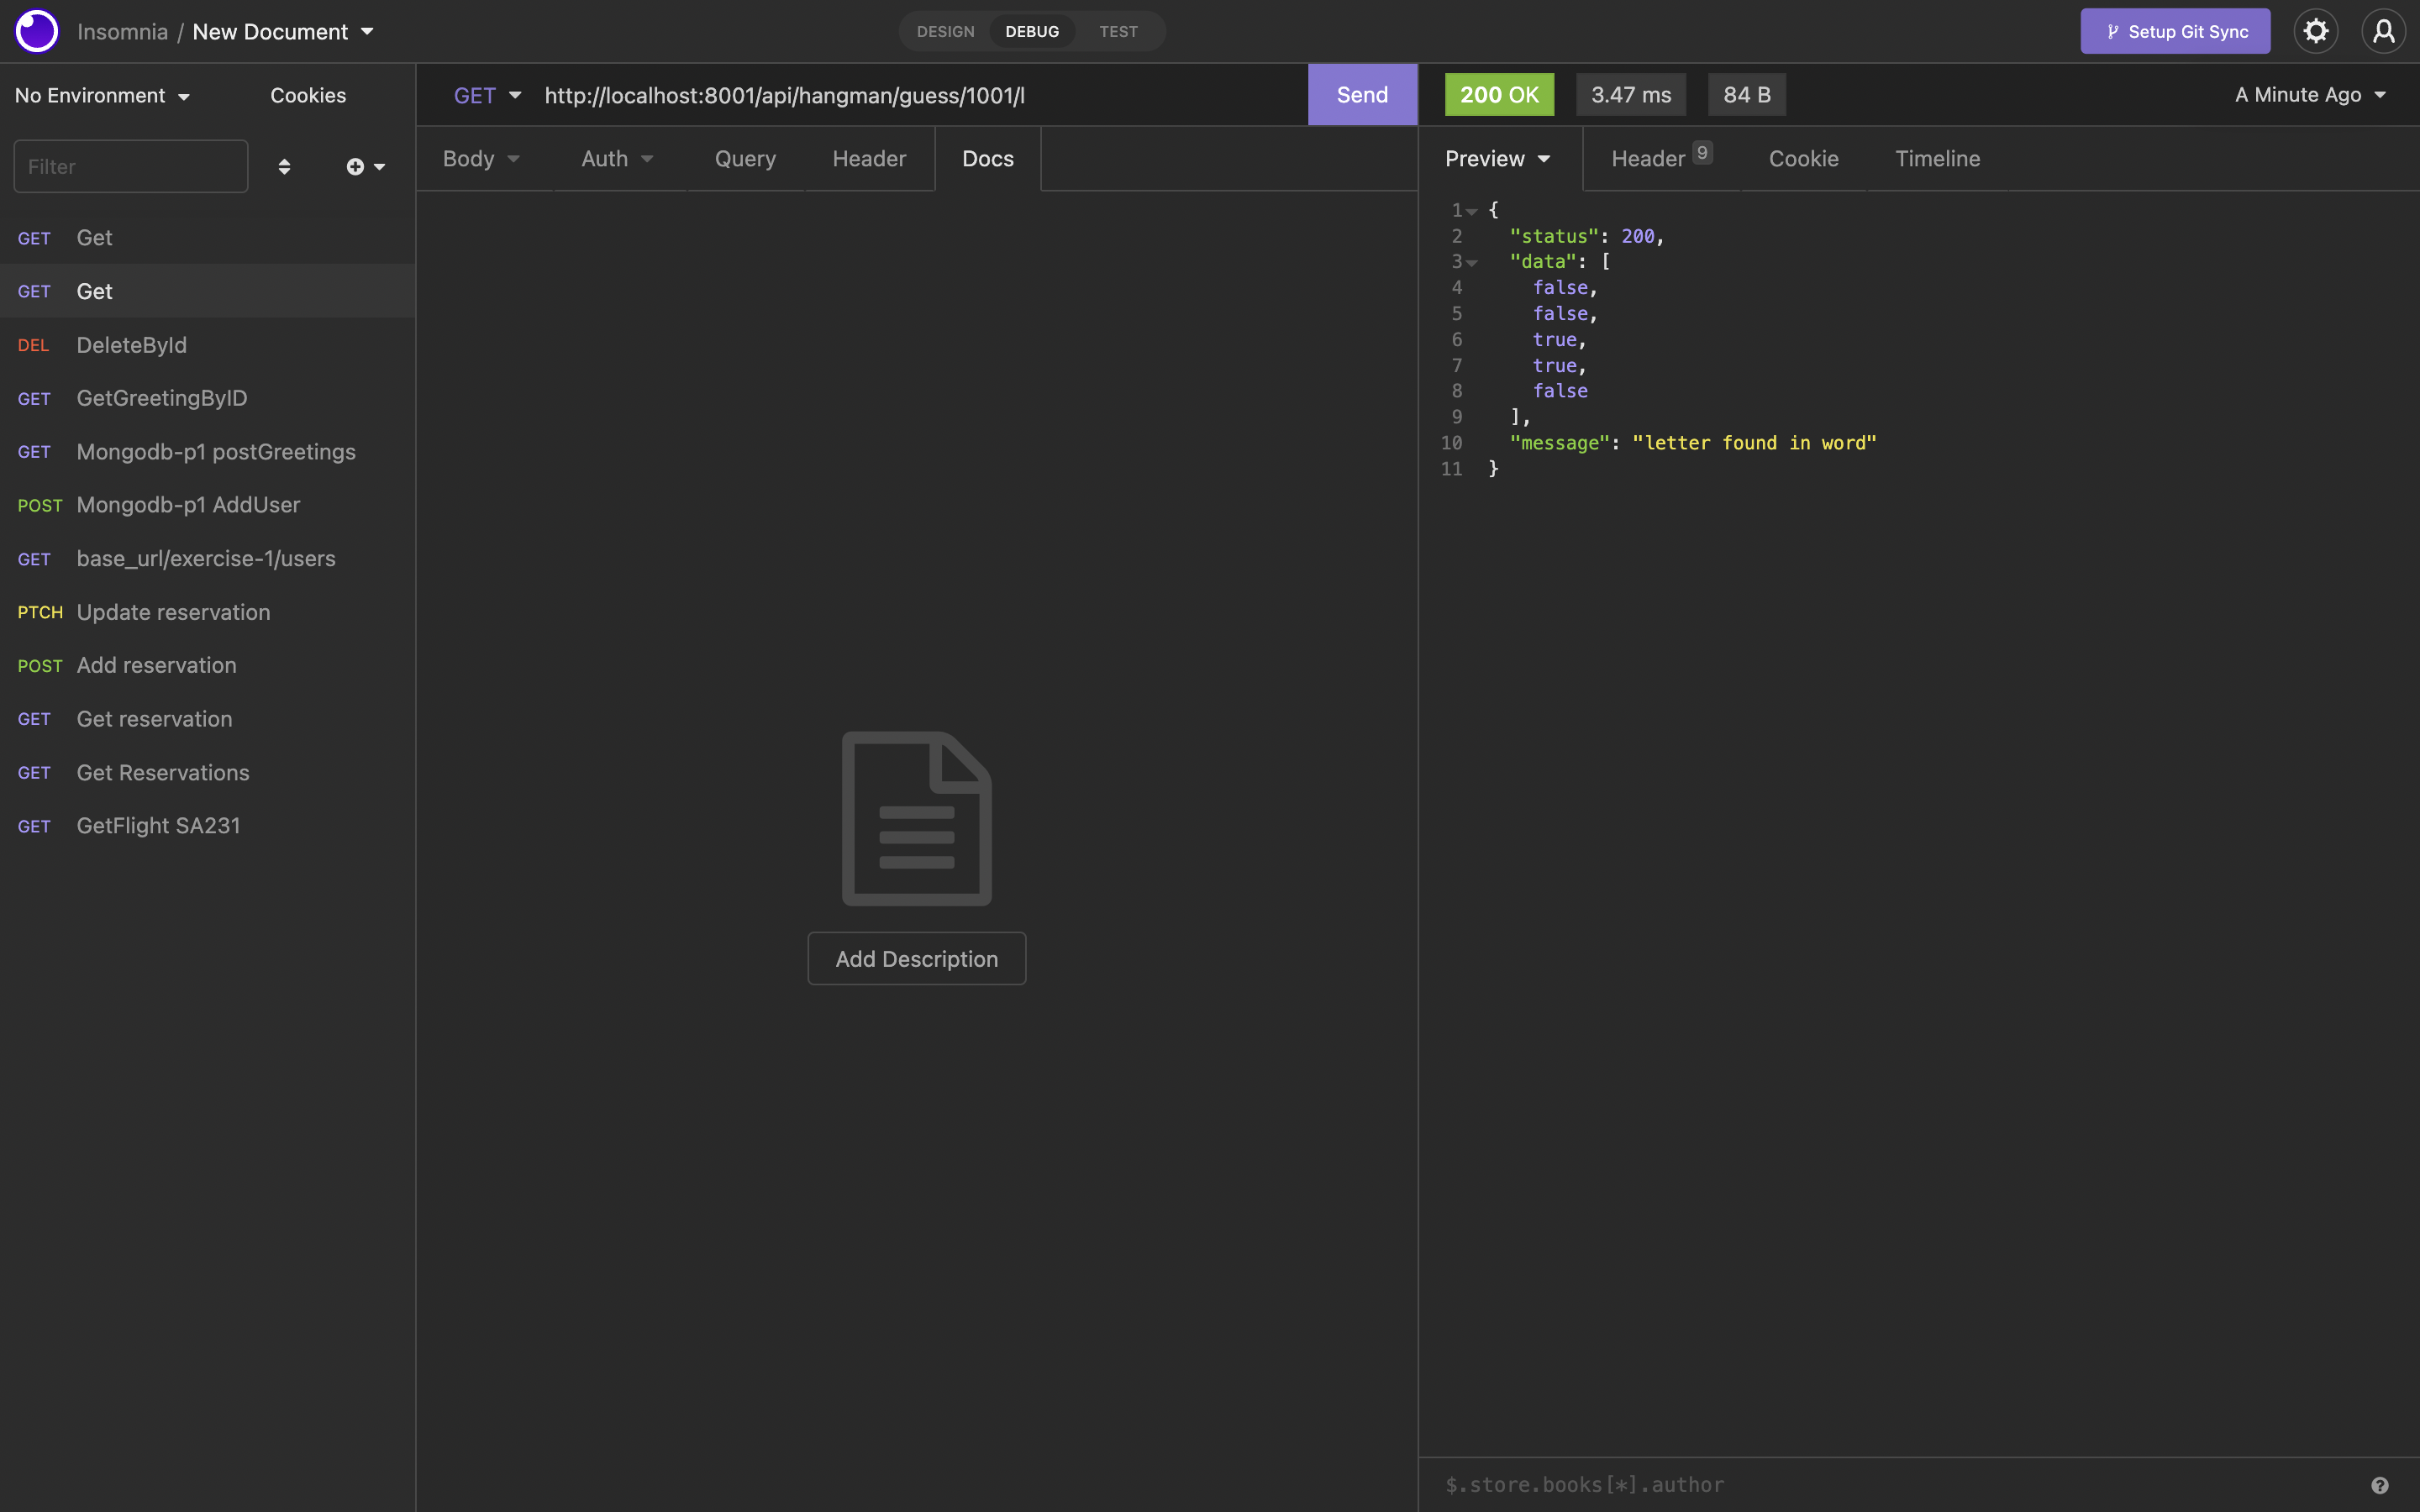 Insomnia / New Document
DESIGN DEBUG TEST
Setup Git Sync
No Environment Cookies
Filter
GET Get
GET Get
DEL DeleteById
GET GetGreetingByID
GET Mongodb-p1 postGreetings
POST Mongodb-p1 AddUser
GET base_url/exercise-1/users
PTCH Update reservation
POST Add reservation
GET Get reservation
GET Get Reservations
GET GetFlight SA231
GET http://localhost:8001/api/hangman/guess/1001/l Send
Body Auth Query Header Docs
Add Description
200 OK 3.47 ms 84 B A Minute Ago
Preview Header 9 Cookie Timeline
1 {
2 "status": 200,
3 "data": [
4 false,
5 false,
6 true,
7 true,
8 false
9 ],
10 "message": "letter found in word"
11 }
$.store.books[*].author